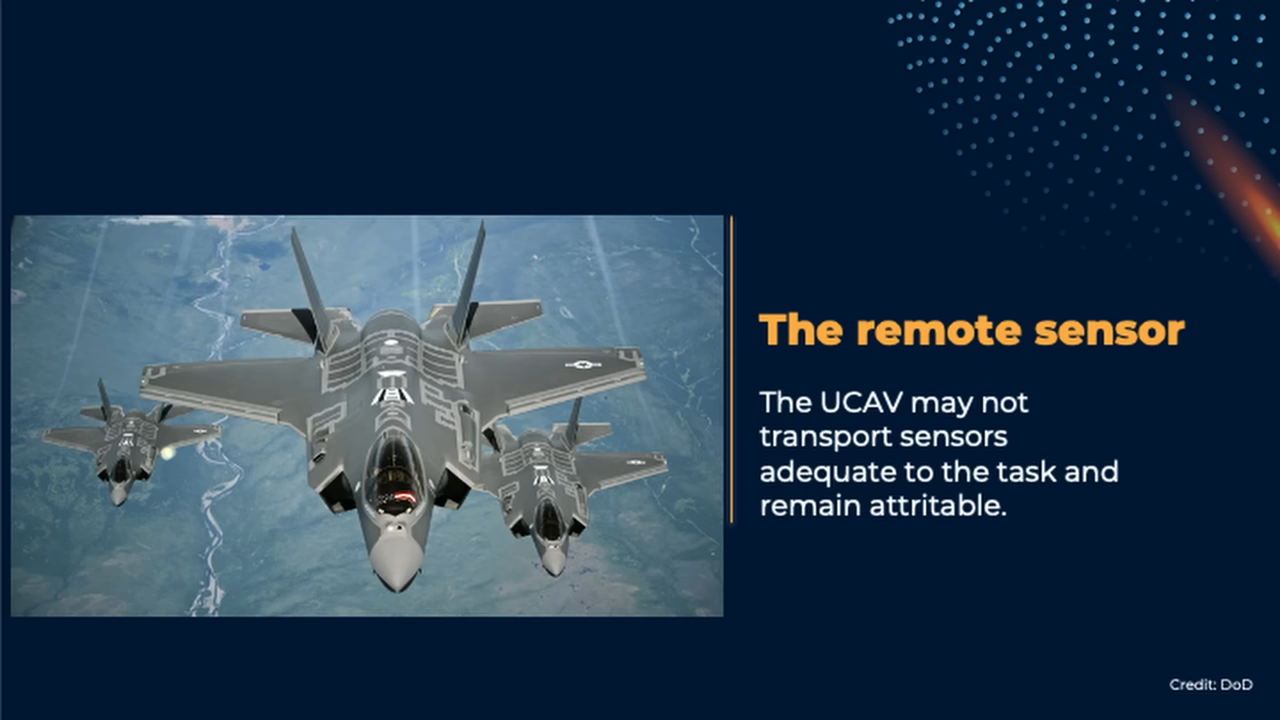 The remote sensor
The UCAV may not
transport sensors
adequate to the task and
remain attritable.
Credit: DoD